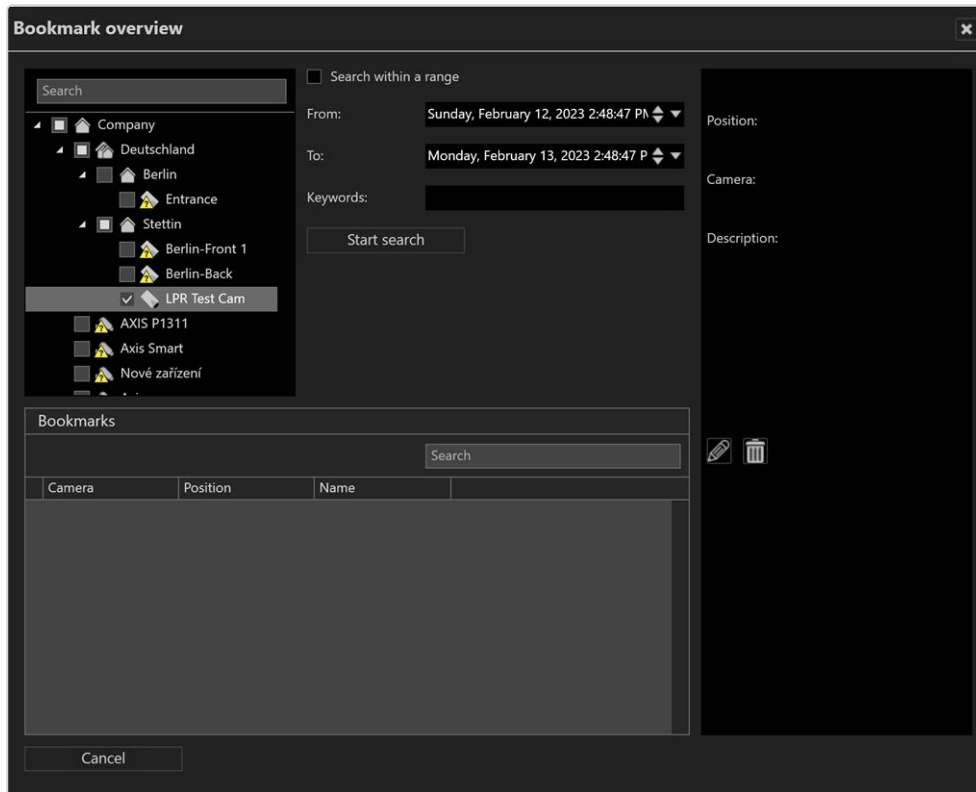 Bookmark overview
Search
Company
Deutschland
Berlin
Entrance
Stettin
Berlin-Front 1
Berlin-Back
LPR Test Cam
AXIS P1311
Axis Smart
Nové zařízení
Search within a range
From: Sunday, February 12, 2023 2:48:47 PM
To: Monday, February 13, 2023 2:48:47 P
Keywords:
Start search
Position:
Camera:
Description:
Bookmarks
Search
Camera Position Name
Cancel